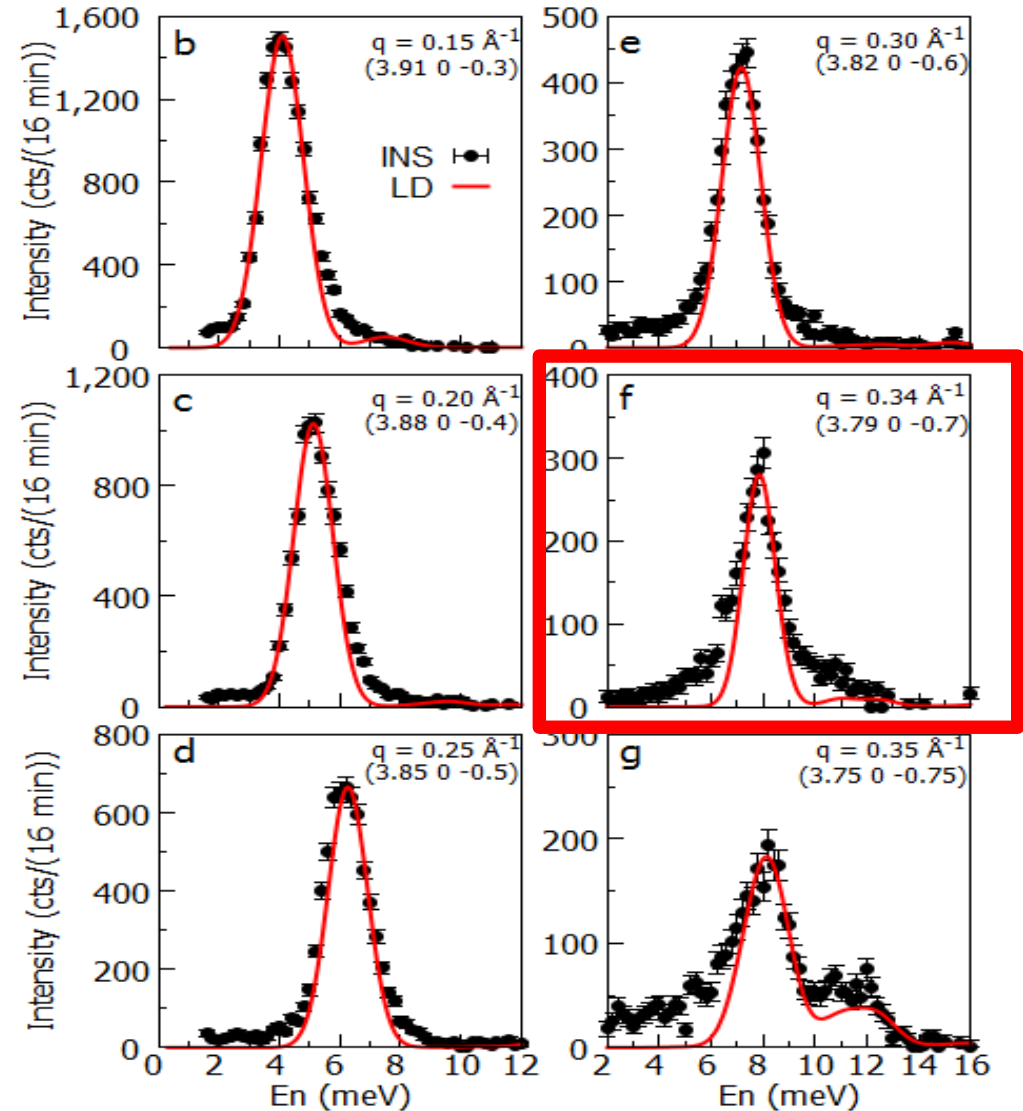 1,600
1,200
800
400
0
Intensity (cts/(16 min))
b
q = 0.15 Å⁻¹
(3.91 0 -0.3)
INS
LD
500
400
300
200
100
0
e
q = 0.30 Å⁻¹
(3.82 0 -0.6)
1,200
800
400
0
Intensity (cts/(16 min))
c
q = 0.20 Å⁻¹
(3.88 0 -0.4)
400
300
200
100
0
f
q = 0.34 Å⁻¹
(3.79 0 -0.7)
800
600
400
200
0
Intensity (cts/(16 min))
d
q = 0.25 Å⁻¹
(3.85 0 -0.5)
0 2 4 6 8 10 12
En (meV)
300
200
100
0
g
q = 0.35 Å⁻¹
(3.75 0 -0.75)
2 4 6 8 10 12 14 16
En (meV)